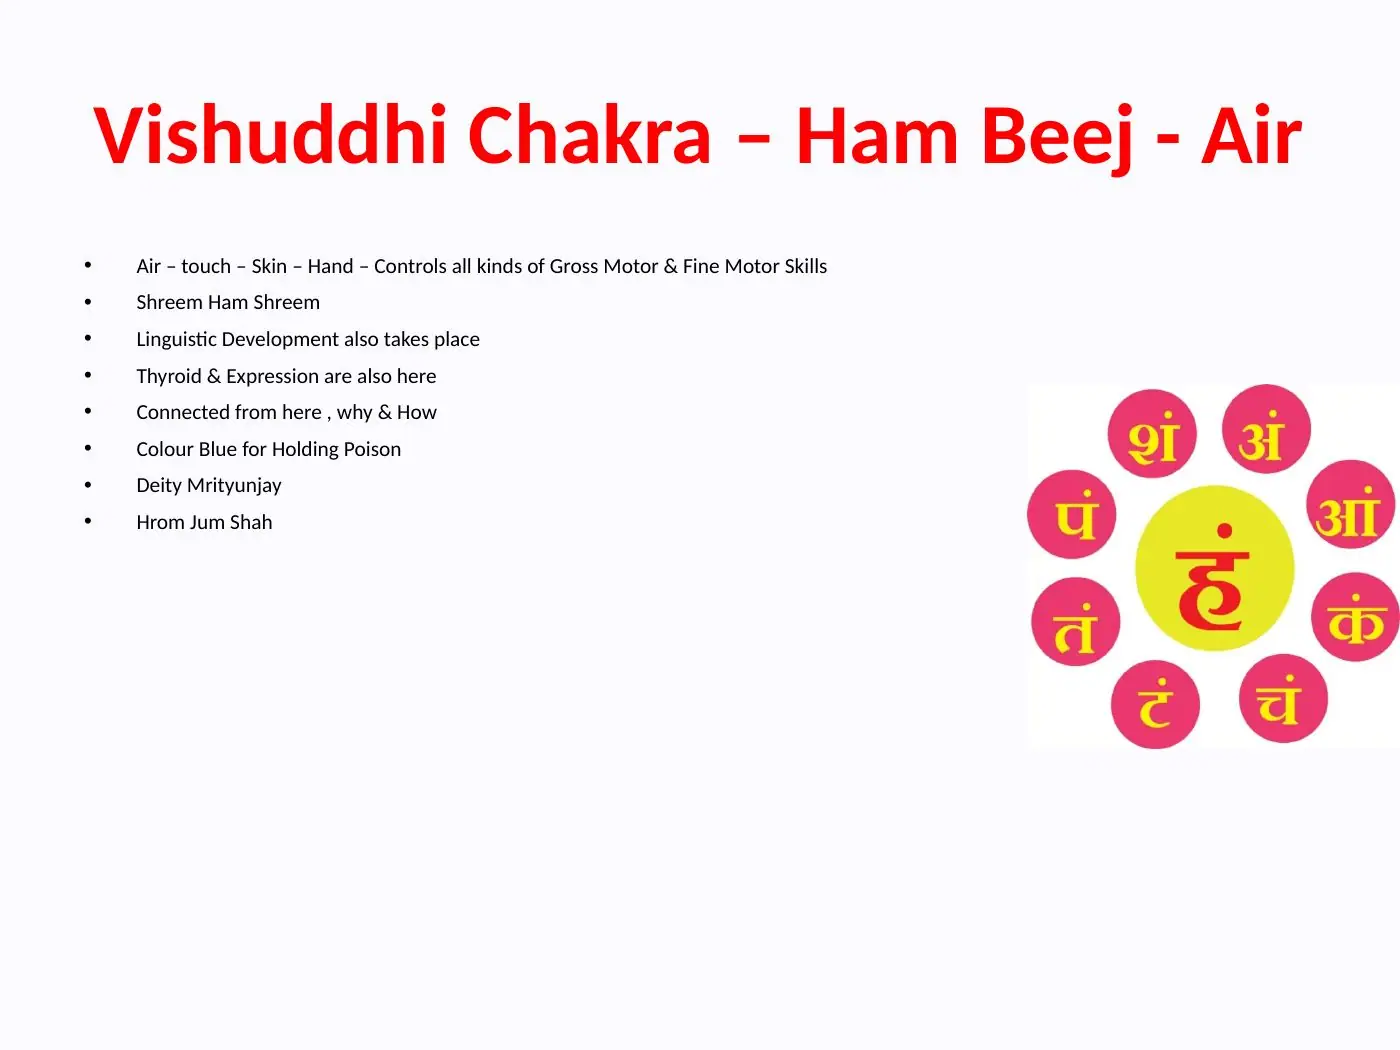 Vishuddhi Chakra – Ham Beej - Air
• Air – touch – Skin – Hand – Controls all kinds of Gross Motor & Fine Motor Skills
• Shreem Ham Shreem
• Linguistic Development also takes place
• Thyroid & Expression are also here
• Connected from here , why & How
• Colour Blue for Holding Poison
• Deity Mrityunjay
• Hrom Jum Shah
शं
अं
पं
आं
हं
तं
कं
टं
चं